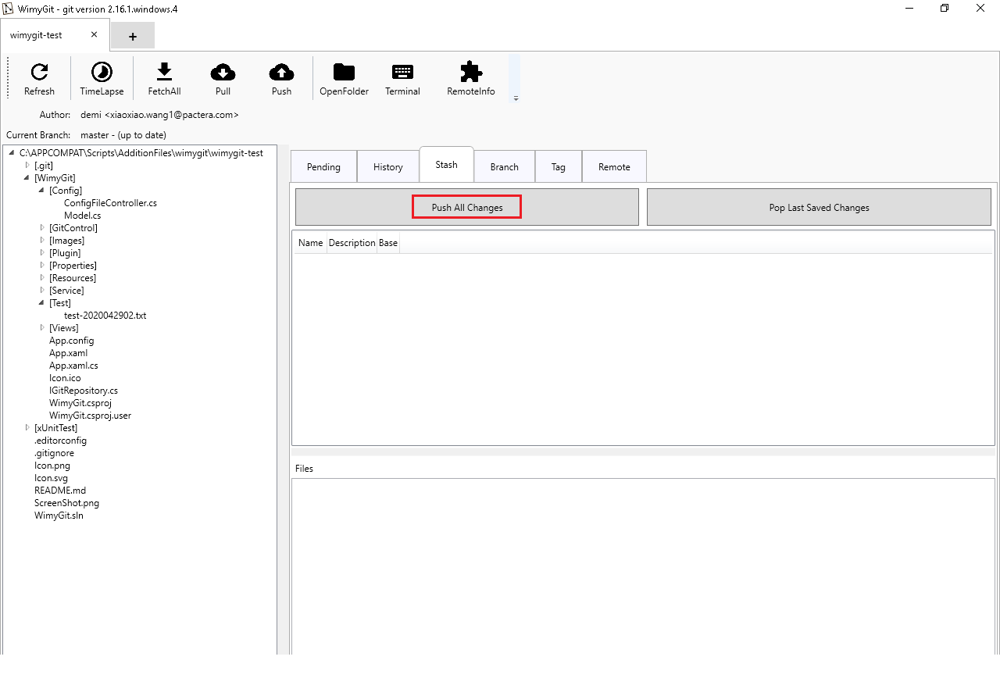 WimyGit - git version 2.16.1.windows.4
wimygit-test ✕ +
Refresh TimeLapse FetchAll Pull Push OpenFolder Terminal RemoteInfo
Author: demi <xiaoxiao.wang1@pactera.com>
Current Branch: master - (up to date)
C:\APPCOMPAT\Scripts\AdditionFiles\wimygit\wimygit-test
[.git]
[WimyGit]
[Config]
ConfigFileController.cs
Model.cs
[GitControl]
[Images]
[Plugin]
[Properties]
[Resources]
[Service]
[Test]
test-2020042902.txt
[Views]
App.config
App.xaml
App.xaml.cs
Icon.ico
IGitRepository.cs
WimyGit.csproj
WimyGit.csproj.user
[xUnitTest]
.editorconfig
.gitignore
Icon.png
Icon.svg
README.md
ScreenShot.png
WimyGit.sln
Pending History Stash Branch Tag Remote
Push All Changes Pop Last Saved Changes
Name Description Base
Files